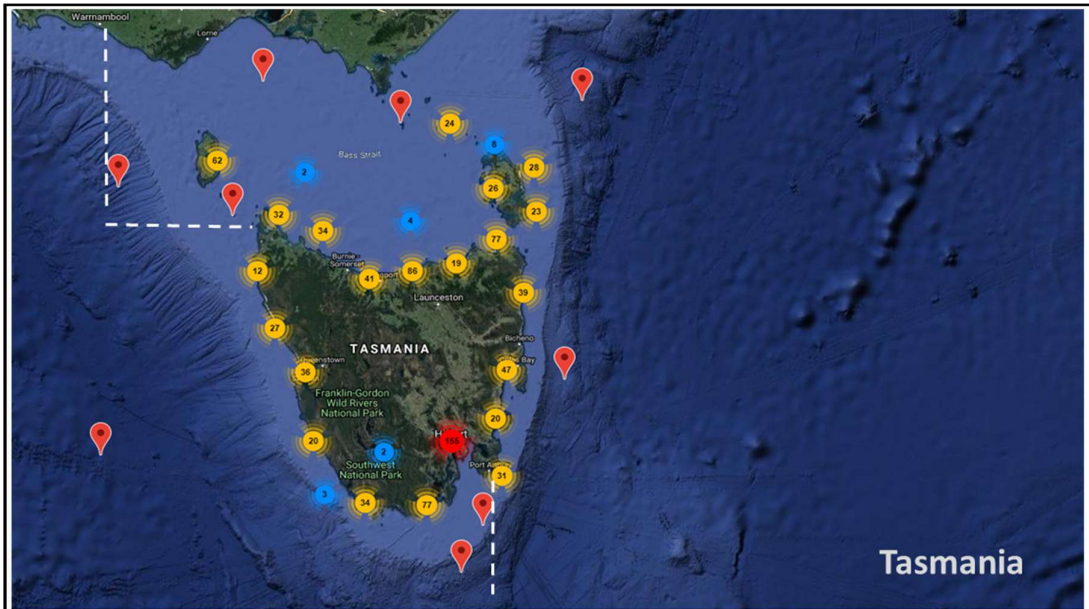 Warrnambool
Lorne
24
8
Bass Strait
62
28
2
26
32
23
4
34
77
Burnie -
Somerset
19
12
86
41
Launceston
39
27
Bicheno
TASMANIA
36
47
Bay
Franklin-Gordon
Wild Rivers
National Park
20
20
155
2
Southwest
National Park
Port
31
3
34
77
Tasmania